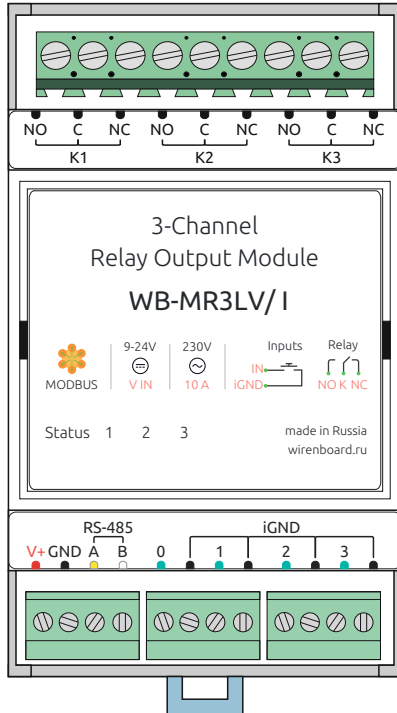 NO C NC NO C NC NO C NC
K1 K2 K3
3-Channel
Relay Output Module
WB-MR3LV/ I
9-24V 230V Inputs Relay
MODBUS V IN 10 A IN iGND NO K NC
Status 1 2 3
made in Russia
wirenboard.ru
RS-485 iGND
V+ GND A B 0 1 2 3